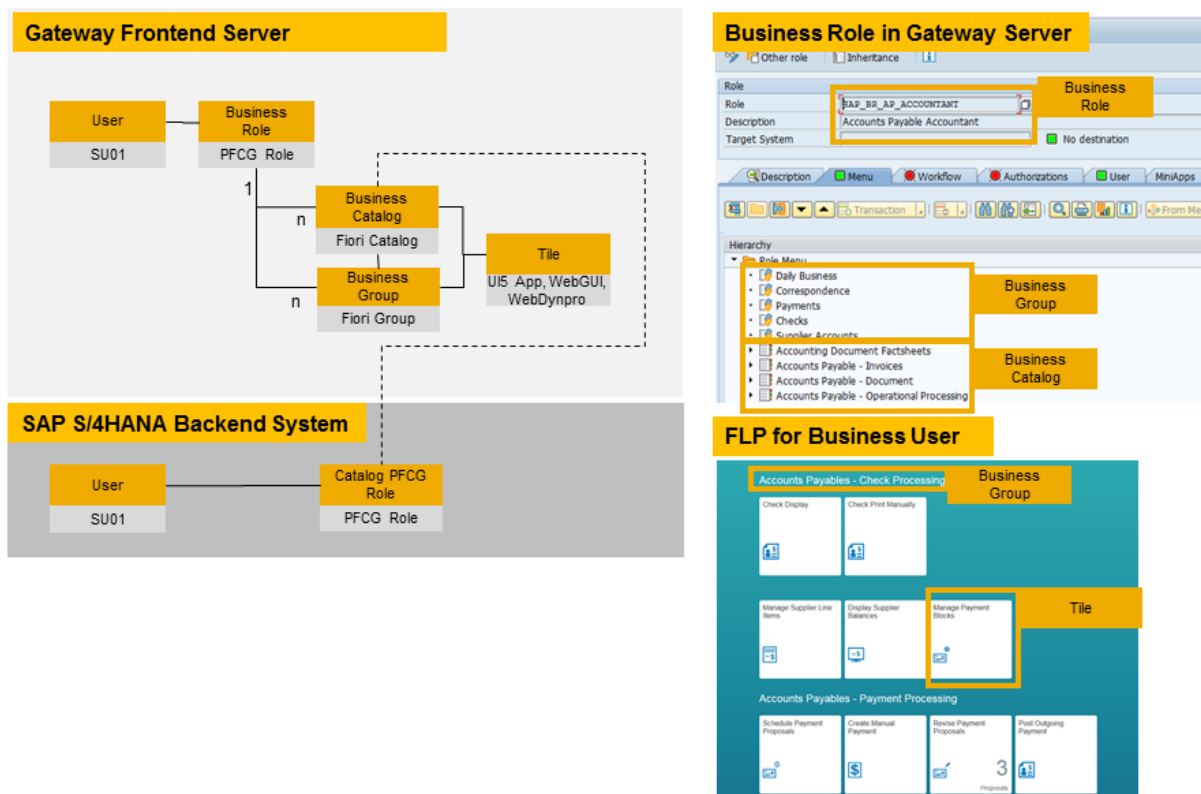 Gateway Frontend Server
User
SU01
Business
Role
PFCG Role
1
n
n
Business
Catalog
Fiori Catalog
Business
Group
Fiori Group
Tile
UI5 App, WebGUI,
WebDynpro
SAP S/4HANA Backend System
User
SU01
Catalog PFCG
Role
PFCG Role
Business Role in Gateway Server
Other role
Inheritance
Role
Role
SAP_BR_AP_ACCOUNTANT
Business
Role
Description
Accounts Payable Accountant
Target System
No destination
Description
Menu
Workflow
Authorizations
User
MiniApps
Transaction
From Me
Hierarchy
Role Menu
Daily Business
Correspondence
Payments
Checks
Supplier Accounts
Business
Group
Accounting Document Factsheets
Accounts Payable - Invoices
Accounts Payable - Document
Accounts Payable - Operational Processing
Business
Catalog
FLP for Business User
Accounts Payables - Check Processing
Business
Group
Check Display
Check Print Manually
Manage Supplier Line
Items
Display Supplier
Balances
Manage Payment
Blocks
Tile
Accounts Payables - Payment Processing
Schedule Payment
Proposals
Create Manual
Payment
Revise Payment
Proposals
3
Proposals
Post Outgoing
Payment